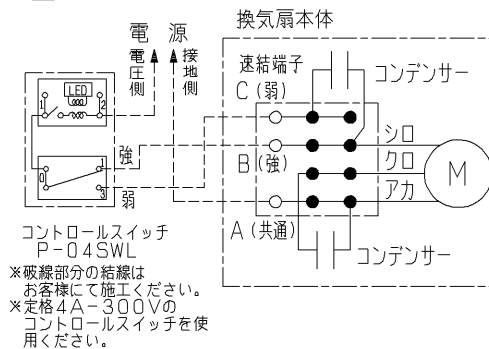 換気扇本体
電源
電圧側
接地側
速結端子
コンデンサー
C(弱)
LED
1
2
強
B(強)
シロ
クロ
アカ
M
0
1
3
弱
A(共通)
コンデンサー
コントロールスイッチ
P-04SWL
※破線部分の結線は
お客様にて施工ください。
※定格4A-300Vの
コントロールスイッチを使
用ください。